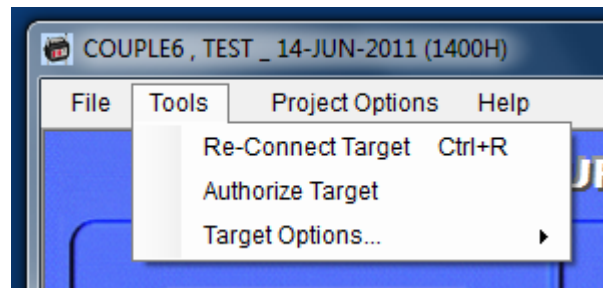 COUPLE6 , TEST _ 14-JUN-2011 (1400H)
File Tools Project Options Help
Re-Connect Target Ctrl+R
Authorize Target
Target Options...